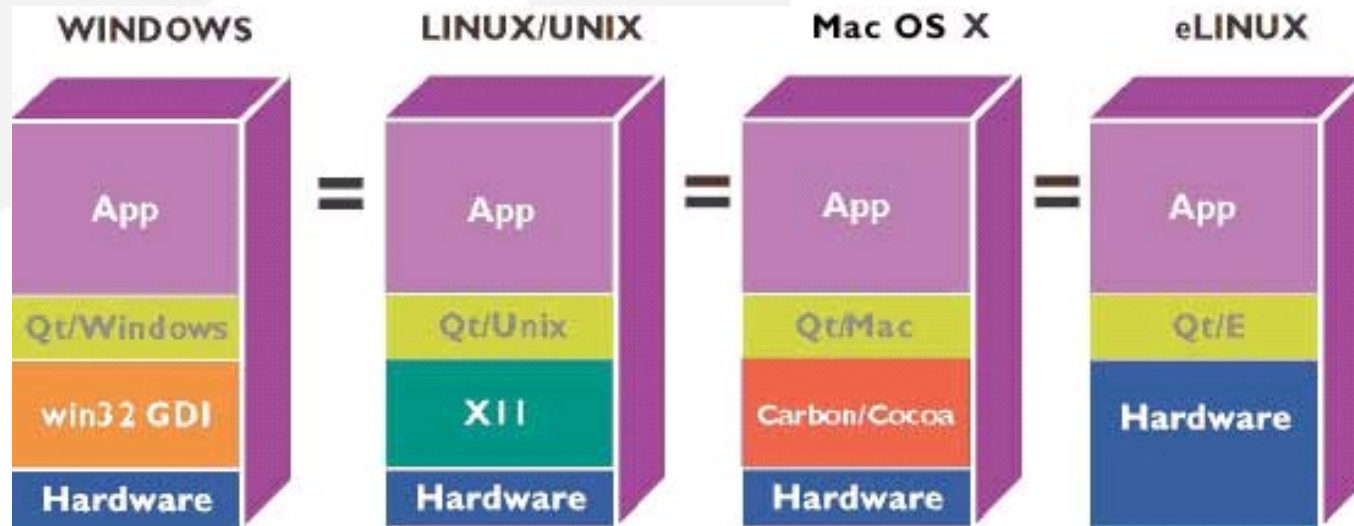 WINDOWS
App
Qt/Windows
win32 GDI
Hardware
=
LINUX/UNIX
App
Qt/Unix
X11
Hardware
=
Mac OS X
App
Qt/Mac
Carbon/Cocoa
Hardware
=
eLINUX
App
Qt/E
Hardware